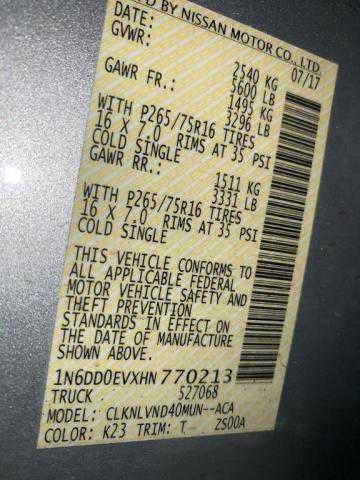 D BY NISSAN MOTOR CO., LTD.
DATE: 07/17
GVWR: 2540 KG
5600 LB
GAWR FR.: 1495 KG
3296 LB
WITH P265/75R16 TIRES
16 X 7.0 RIMS AT 35 PSI
COLD SINGLE
GAWR RR.: 1511 KG
3331 LB
WITH P265/75R16 TIRES
16 X 7.0 RIMS AT 35 PSI
COLD SINGLE
THIS VEHICLE CONFORMS TO
ALL APPLICABLE FEDERAL
MOTOR VEHICLE SAFETY AND
THEFT PREVENTION
STANDARDS IN EFFECT ON
THE DATE OF MANUFACTURE
SHOWN ABOVE.
1N6DD0EVXHN770213
TRUCK 527068
MODEL: CLKNLVND40MUN--ACA
COLOR: K23 TRIM: T ZS00A